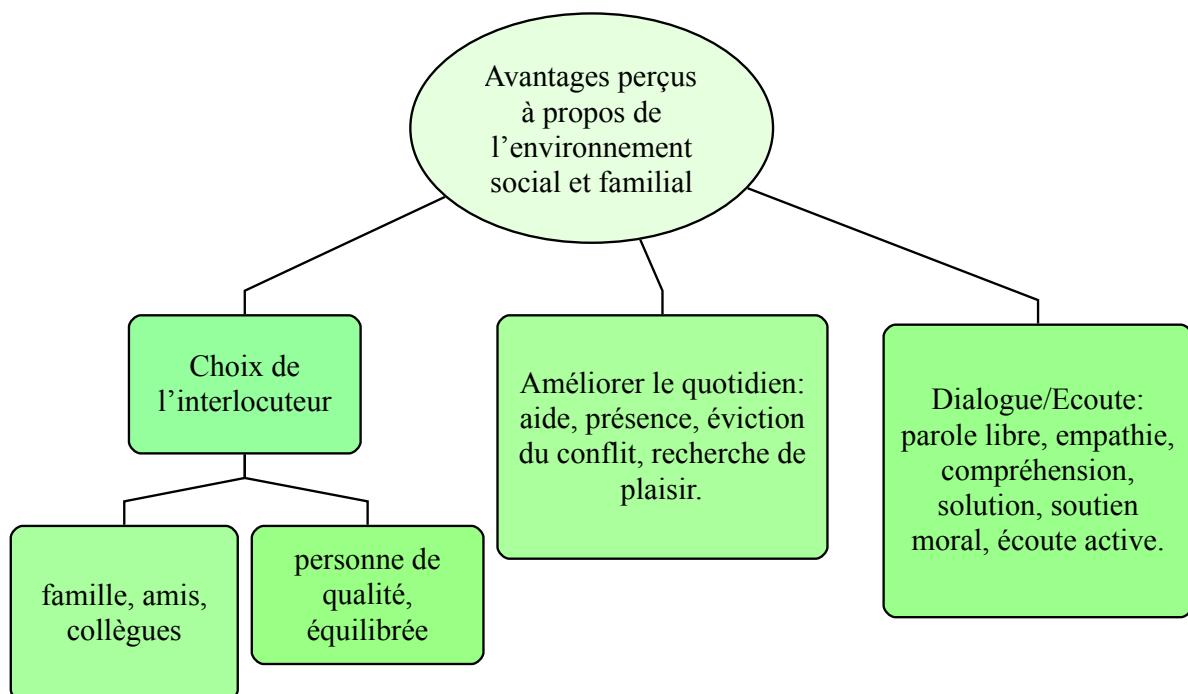 Avantages perçus
à propos de
l’environnement
social et familial
Choix de
l’interlocuteur
Améliorer le quotidien:
aide, présence, éviction
du conflit, recherche de
plaisir.
Dialogue/Ecoute:
parole libre, empathie,
compréhension,
solution, soutien
moral, écoute active.
famille, amis,
collègues
personne de
qualité,
équilibrée